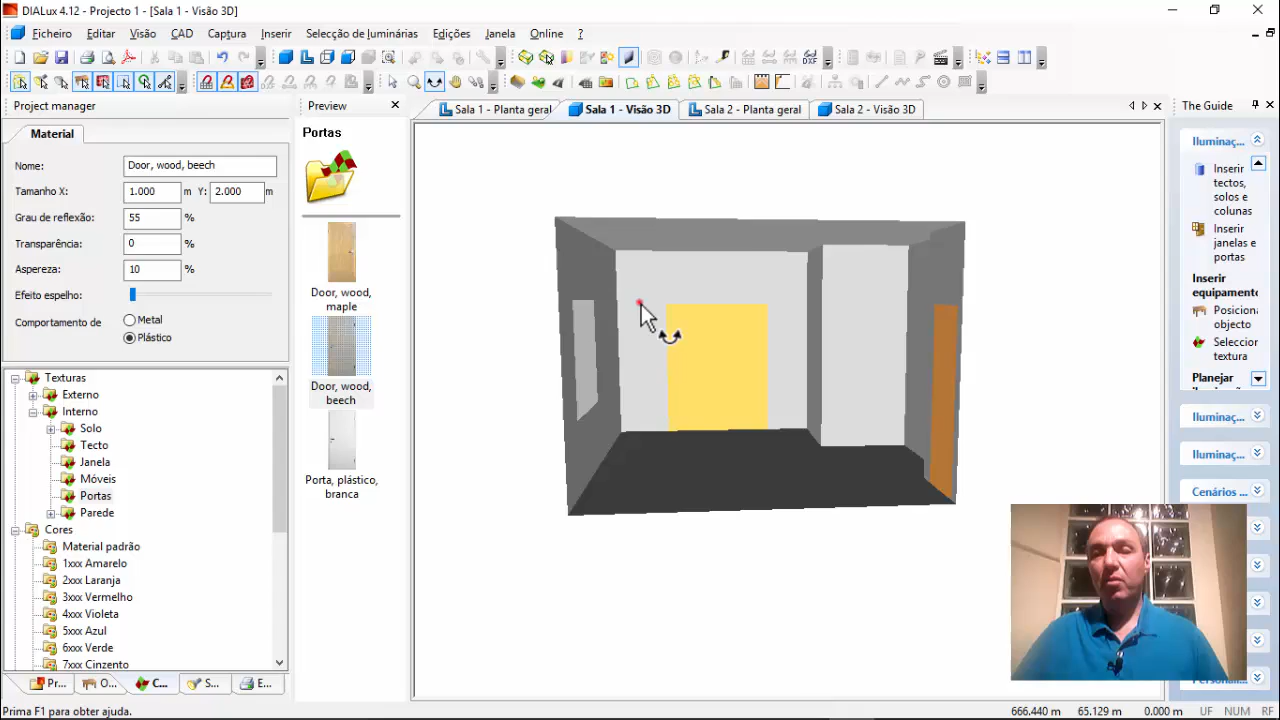 DIALux 4.12 - Projecto 1 - [Sala 1 - Visão 3D]
Ficheiro Editar Visão CAD Captura Inserir Selecção de luminárias Edições Janela Online ?
Project manager
Material
Nome: Door, wood, beech
Tamanho X: 1.000 m Y: 2.000 m
Grau de reflexão: 55 %
Transparência: 0 %
Aspereza: 10 %
Efeito espelho:
Comportamento de
Metal
Plástico
Texturas
Externo
Interno
Solo
Tecto
Janela
Móveis
Portas
Parede
Cores
Material padrão
1xxx Amarelo
2xxx Laranja
3xxx Vermelho
4xxx Violeta
5xxx Azul
6xxx Verde
7xxx Cinzento
Pr... O... C... S... E...
Preview
Portas
Door, wood,
maple
Door, wood,
beech
Porta, plástico,
branca
Sala 1 - Planta geral Sala 1 - Visão 3D Sala 2 - Planta geral Sala 2 - Visão 3D
The Guide
Iluminaç...
Inserir
tectos,
solos e
colunas
Inserir
janelas e
portas
Inserir
equipamento
Posicion
objecto
Seleccior
textura
Planejar
Iluminaç...
Iluminaç...
Cenários ...
Prima F1 para obter ajuda.
666.440 m 65.129 m 0.000 m UF NUM RF